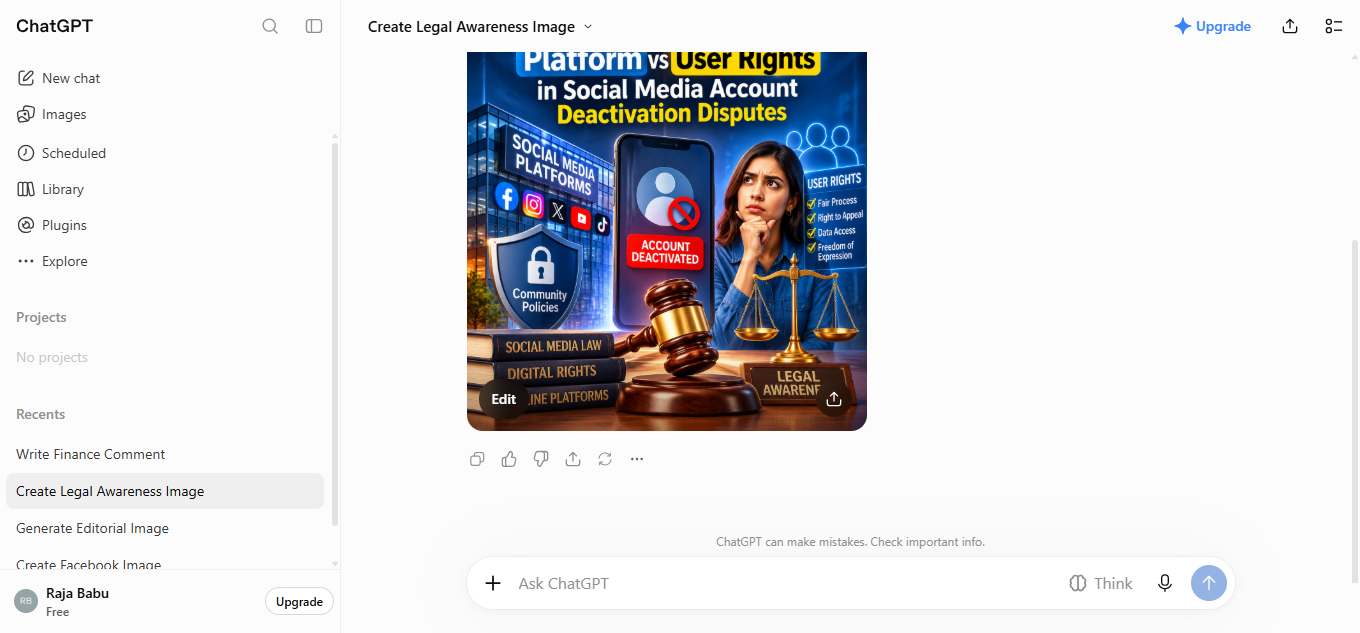 ChatGPT
New chat
Images
Scheduled
Library
Plugins
Explore
Projects
No projects
Recents
Write Finance Comment
Create Legal Awareness Image
Generate Editorial Image
Create Facebook Image
RB
Raja Babu
Free
Upgrade
Create Legal Awareness Image
Upgrade
Platform vs User Rights
in Social Media Account
Deactivation Disputes
SOCIAL MEDIA
PLATFORMS
Community
Policies
ACCOUNT
DEACTIVATED
USER RIGHTS
Fair Process
Right to Appeal
Data Access
Freedom of
Expression
SOCIAL MEDIA LAW
DIGITAL RIGHTS
PLATFORMS
LEGAL
Edit
ChatGPT can make mistakes. Check important info.
Ask ChatGPT
Think